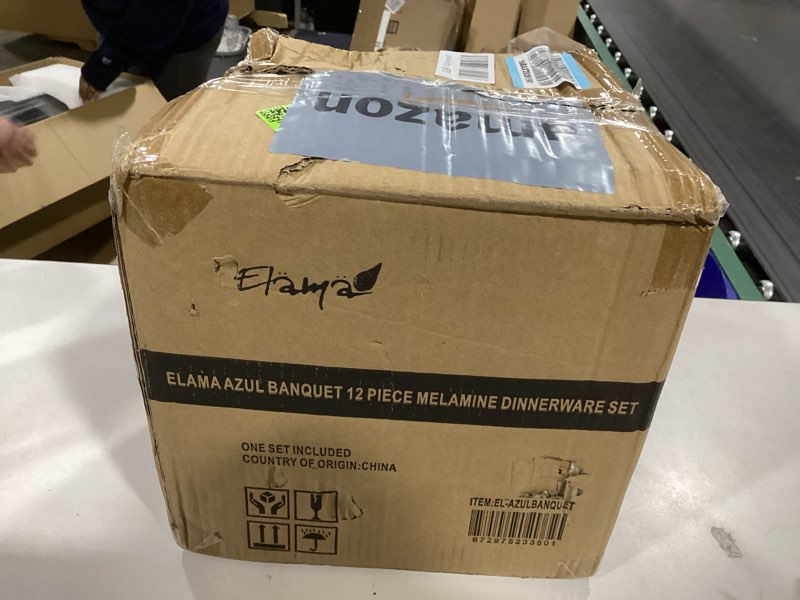 amazon
Elama
ELAMA AZUL BANQUET 12 PIECE MELAMINE DINNERWARE SET
ONE SET INCLUDED
COUNTRY OF ORIGIN:CHINA
ITEM:EL-AZULBANQUET
672975233501